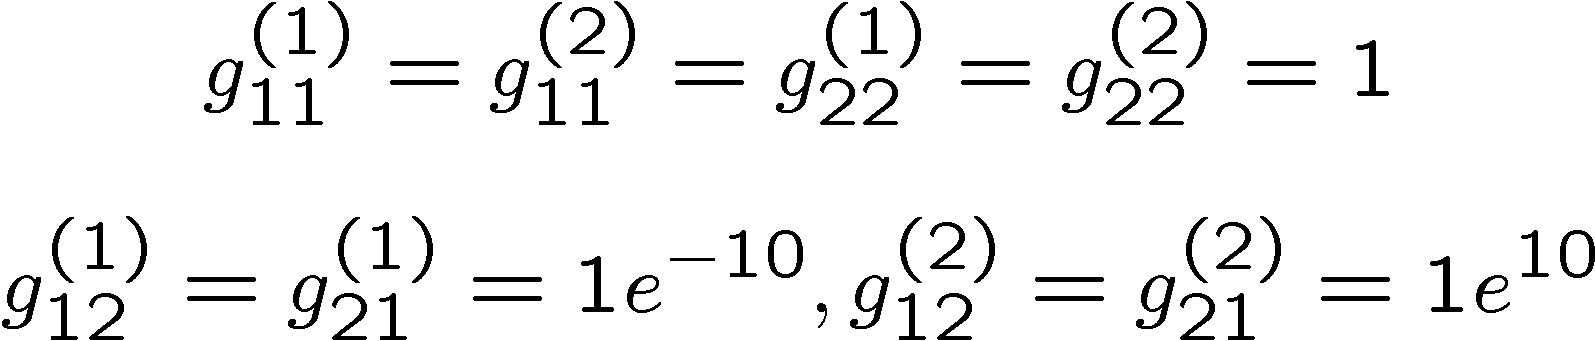 $g_{11}^{(1)} = g_{11}^{(2)} = g_{22}^{(1)} = g_{22}^{(2)} = 1$
$g_{12}^{(1)} = g_{21}^{(1)} = 1e^{-10}, g_{12}^{(2)} = g_{21}^{(2)} = 1e^{10}$